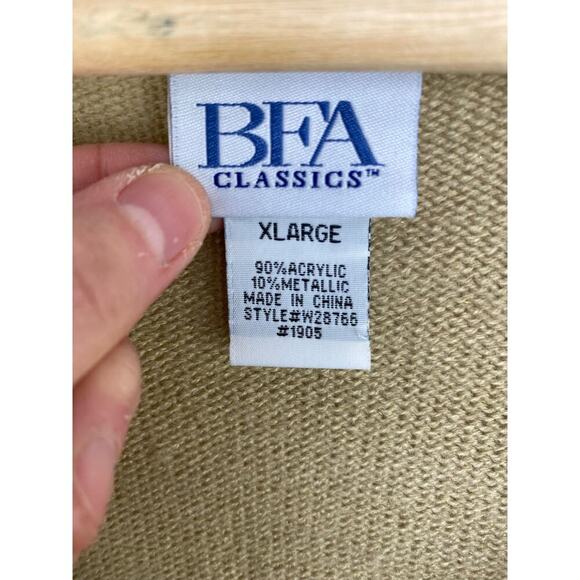 BFA
CLASSICS™
XLARGE
90%ACRYLIC
10%METALLIC
MADE IN CHINA
STYLE#W28766
#1905